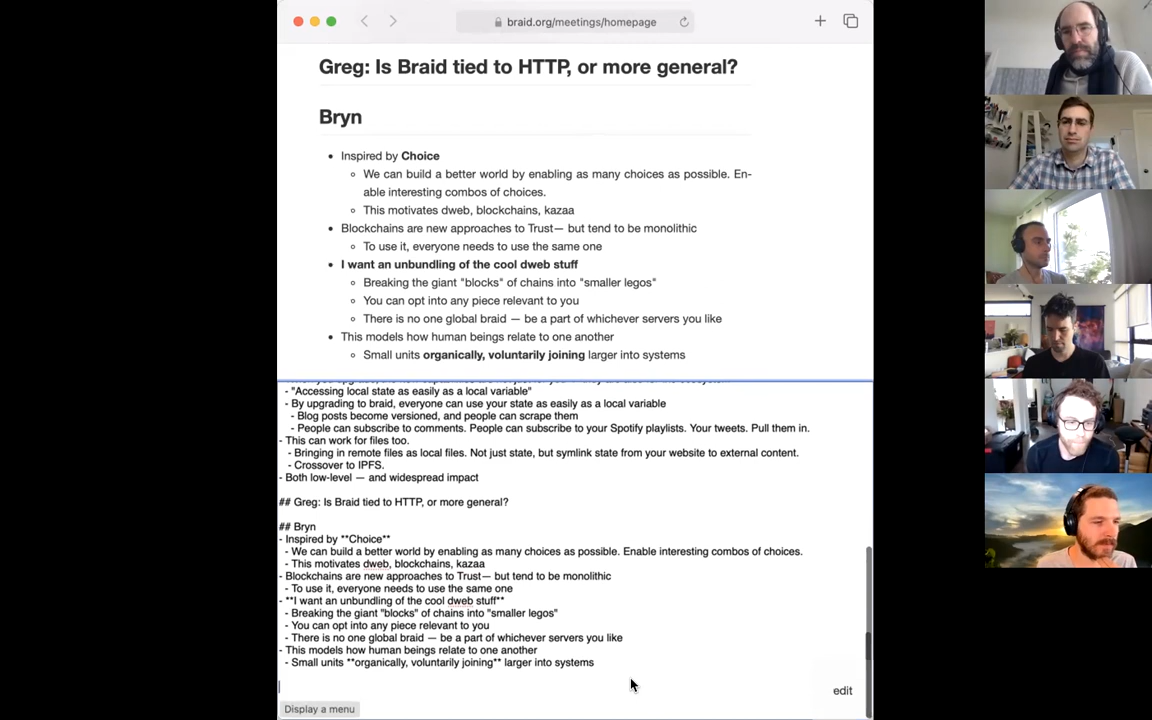 braid.org/meetings/homepage
Greg: Is Braid tied to HTTP, or more general?
Bryn
• Inspired by Choice
We can build a better world by enabling as many choices as possible. En-
able interesting combos of choices.
This motivates dweb, blockchains, kazaa
• Blockchains are new approaches to Trust— but tend to be monolithic
To use it, everyone needs to use the same one
• I want an unbundling of the cool dweb stuff
Breaking the giant "blocks" of chains into "smaller legos"
You can opt into any piece relevant to you
There is no one global braid — be a part of whichever servers you like
• This models how human beings relate to one another
Small units organically, voluntarily joining larger into systems
- "Accessing local state as easily as a local variable"
- By upgrading to braid, everyone can use your state as easily as a local variable
- Blog posts become versioned, and people can scrape them
- People can subscribe to comments. People can subscribe to your Spotify playlists. Your tweets. Pull them in.
- This can work for files too.
- Bringing in remote files as local files. Not just state, but symlink state from your website to external content.
- Crossover to IPFS.
- Both low-level — and widespread impact
## Greg: Is Braid tied to HTTP, or more general?
## Bryn
- Inspired by **Choice**
- We can build a better world by enabling as many choices as possible. Enable interesting combos of choices.
- This motivates dweb, blockchains, kazaa
- Blockchains are new approaches to Trust— but tend to be monolithic
- To use it, everyone needs to use the same one
- **I want an unbundling of the cool dweb stuff**
- Breaking the giant "blocks" of chains into "smaller legos"
- You can opt into any piece relevant to you
- There is no one global braid — be a part of whichever servers you like
- This models how human beings relate to one another
- Small units **organically, voluntarily joining** larger into systems
edit
Display a menu